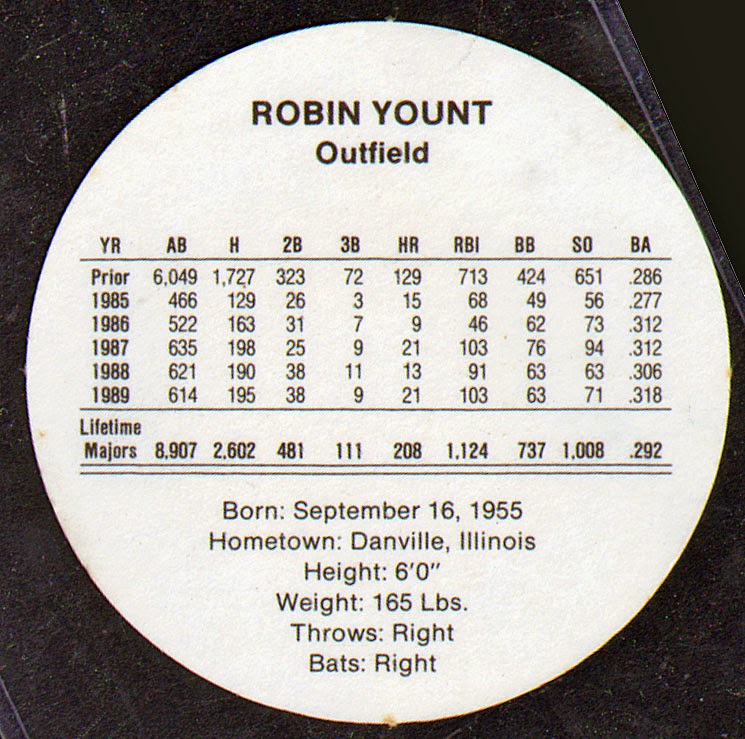 ROBIN YOUNT
Outfield
YR AB H 2B 3B HR RBI BB SO BA
Prior 6,049 1,727 323 72 129 713 424 651 .286
1985 466 129 26 3 15 68 49 56 .277
1986 522 163 31 7 9 46 62 73 .312
1987 635 198 25 9 21 103 76 94 .312
1988 621 190 38 11 13 91 63 63 .306
1989 614 195 38 9 21 103 63 71 .318
Lifetime
Majors 8,907 2,602 481 111 208 1,124 737 1,008 .292
Born: September 16, 1955
Hometown: Danville, Illinois
Height: 6'0"
Weight: 165 Lbs.
Throws: Right
Bats: Right